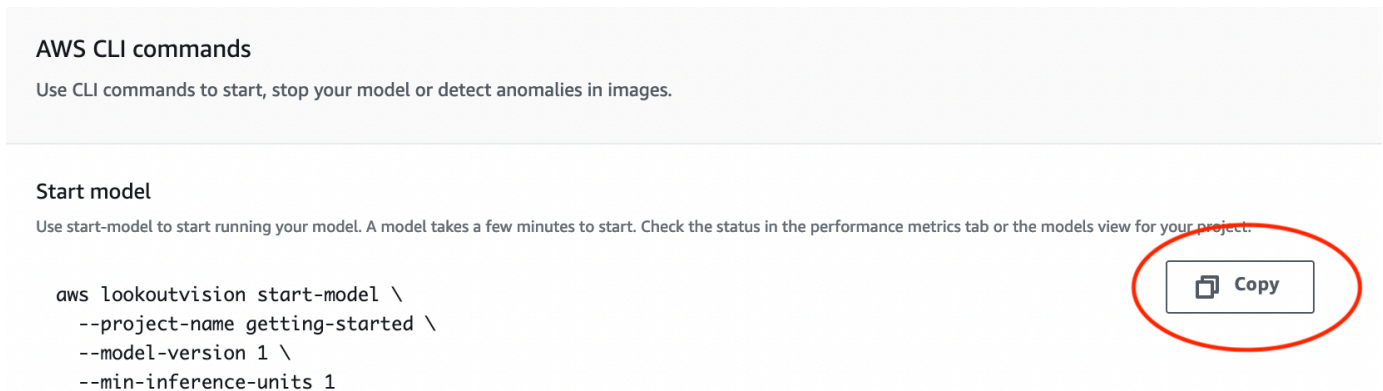 AWS CLI commands
Use CLI commands to start, stop your model or detect anomalies in images.
Start model
Use start-model to start running your model. A model takes a few minutes to start. Check the status in the performance metrics tab or the models view for your project.
Copy
aws lookoutvision start-model \
--project-name getting-started \
--model-version 1 \
--min-inference-units 1